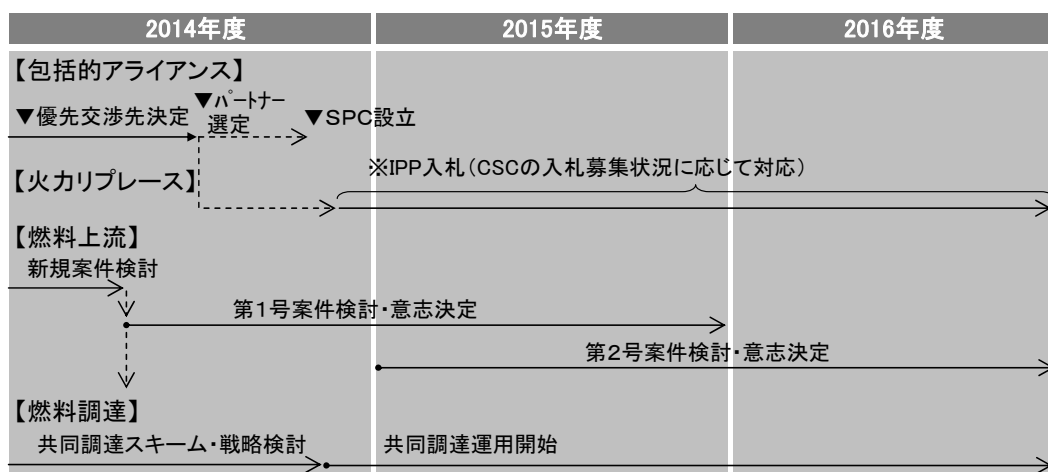 2014年度 2015年度 2016年度
【包括的アライアンス】
▼優先交渉先決定
▼パートナー
選定
▼SPC設立
※IPP入札(CSCの入札募集状況に応じて対応)
【火力リプレース】
【燃料上流】
新規案件検討
第1号案件検討・意志決定
第2号案件検討・意志決定
【燃料調達】
共同調達スキーム・戦略検討 共同調達運用開始